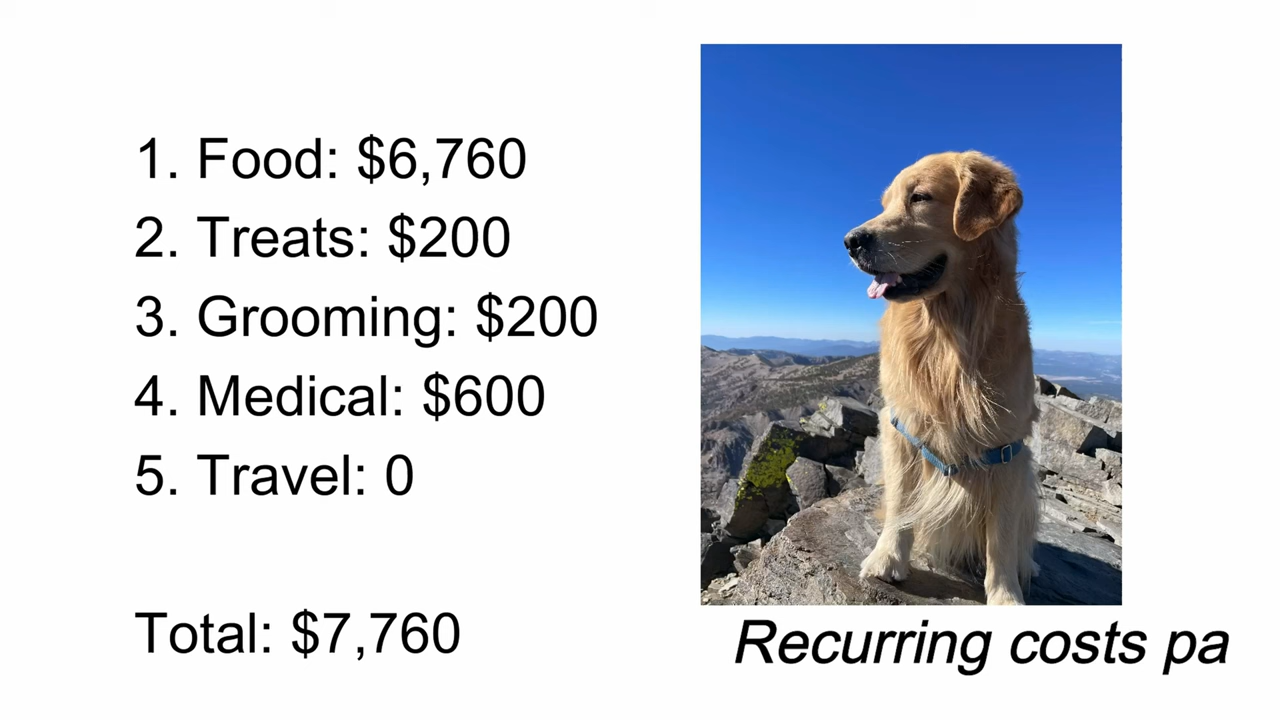 1. Food: $6,760
2. Treats: $200
3. Grooming: $200
4. Medical: $600
5. Travel: 0
Total: $7,760
Recurring costs pa